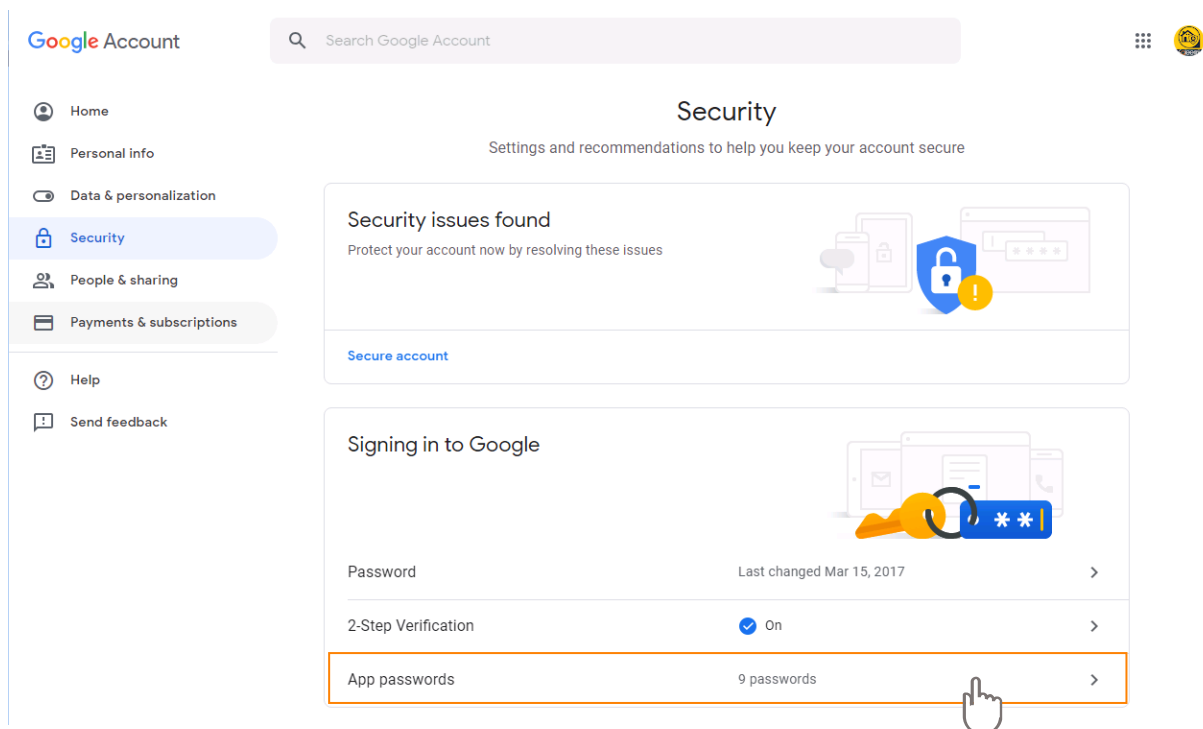 Google Account
Search Google Account
Home
Personal info
Data & personalization
Security
People & sharing
Payments & subscriptions
Help
Send feedback
Security
Settings and recommendations to help you keep your account secure
Security issues found
Protect your account now by resolving these issues
Secure account
Signing in to Google
Password Last changed Mar 15, 2017
2-Step Verification On
App passwords 9 passwords